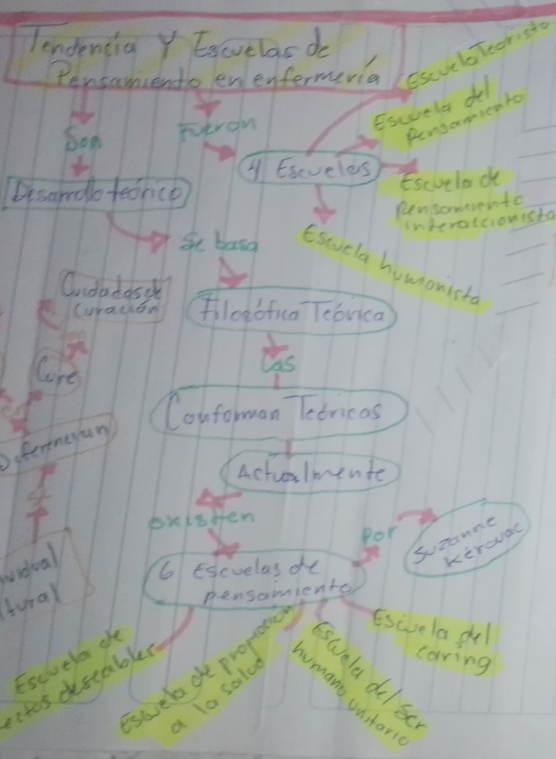 Tendencia Y Escuelas de
Pensamiento en enfermería
Son
Fueron
Desarrollo teórico
4 Escuelas
Escuela Teorista
Escuela del
Pensamiento
Escuela de
pensamiento
interaccionista
Escuela humanista
Se basa
Filosófica Teórica
Las
Conforman Teóricas
Actualmente
existen
6 Escuelas de
pensamiento
Por
Suzanne
Kérouac
Escuela de
deseables
Escuela de
a la salud
Escuela del ser
humano unitario
Escuela del
caring
Cuidados de
curación
Care